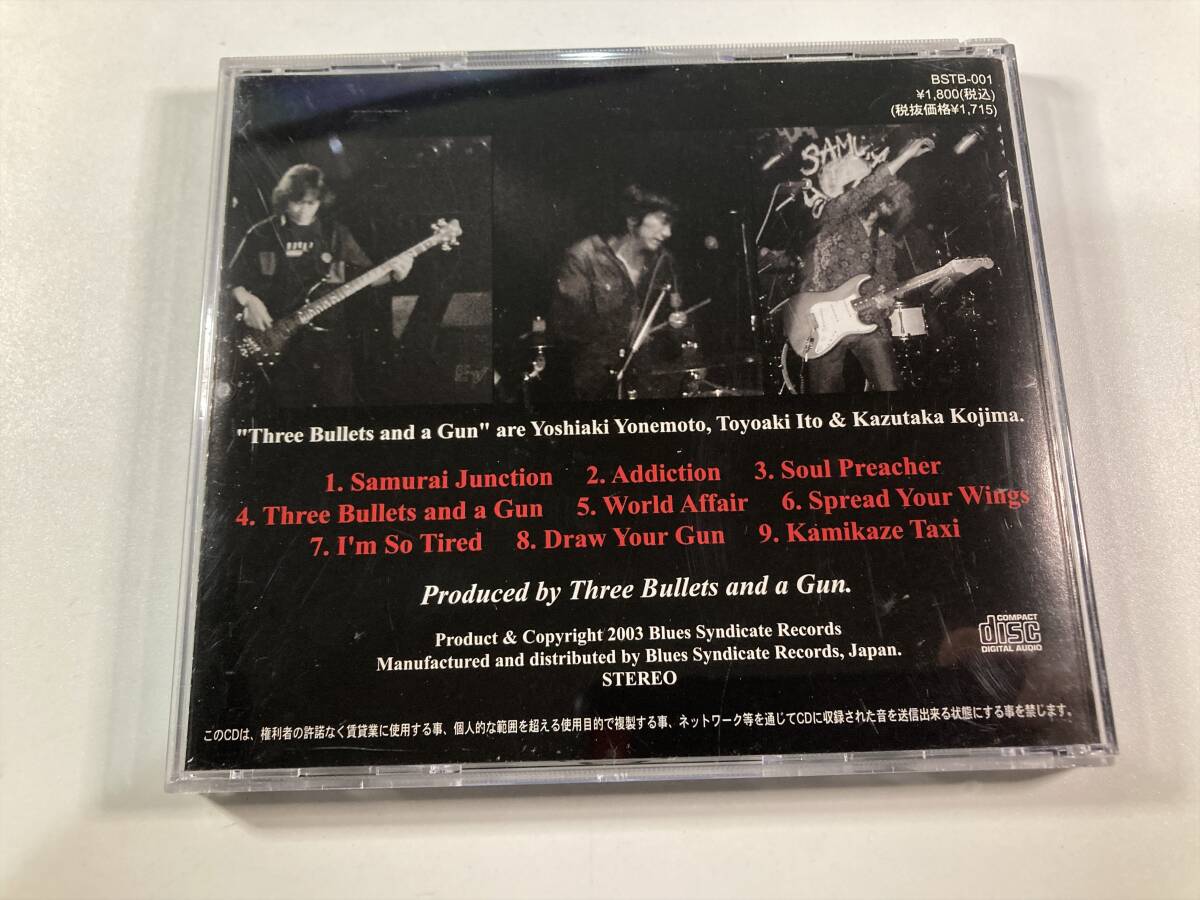 BSTB-001
¥1,800(税込)
(税抜価格¥1,715)
SAMU
"Three Bullets and a Gun" are Yoshiaki Yonemoto, Toyoaki Ito & Kazutaka Kojima.
1. Samurai Junction 2. Addiction 3. Soul Preacher
4. Three Bullets and a Gun 5. World Affair 6. Spread Your Wings
7. I'm So Tired 8. Draw Your Gun 9. Kamikaze Taxi
Produced by Three Bullets and a Gun.
Product & Copyright 2003 Blues Syndicate Records
Manufactured and distributed by Blues Syndicate Records, Japan.
STEREO
COMPACT
disc
DIGITAL AUDIO
このCDは、権利者の許諾なく賃貸業に使用する事、個人的な範囲を超える使用目的で複製する事、ネットワーク等を通じてCDに収録された音を送信出来る状態にする事を禁じます。